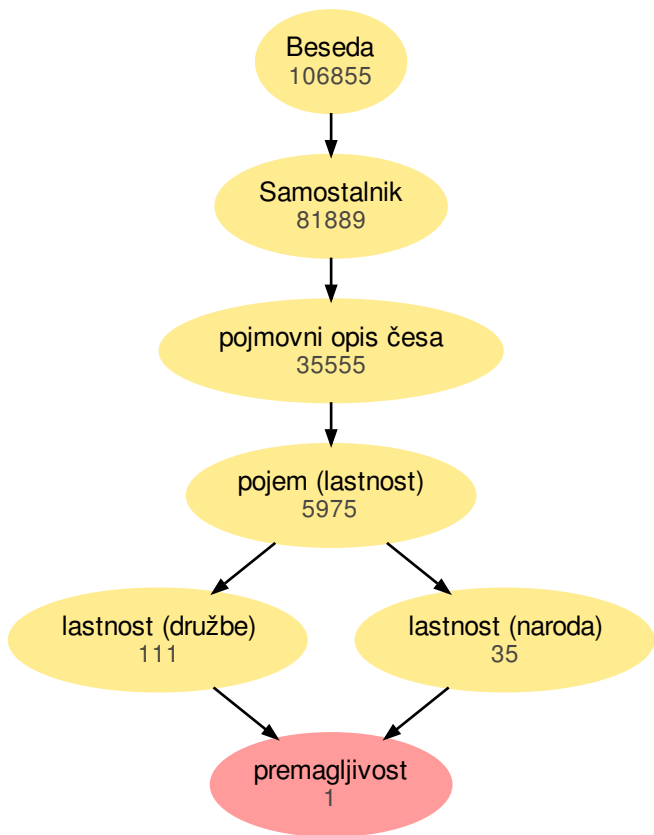 Beseda
106855
Samostalnik
81889
pojmovni opis česa
35555
pojem (lastnost)
5975
lastnost (družbe)
111
lastnost (naroda)
35
premagljivost
1